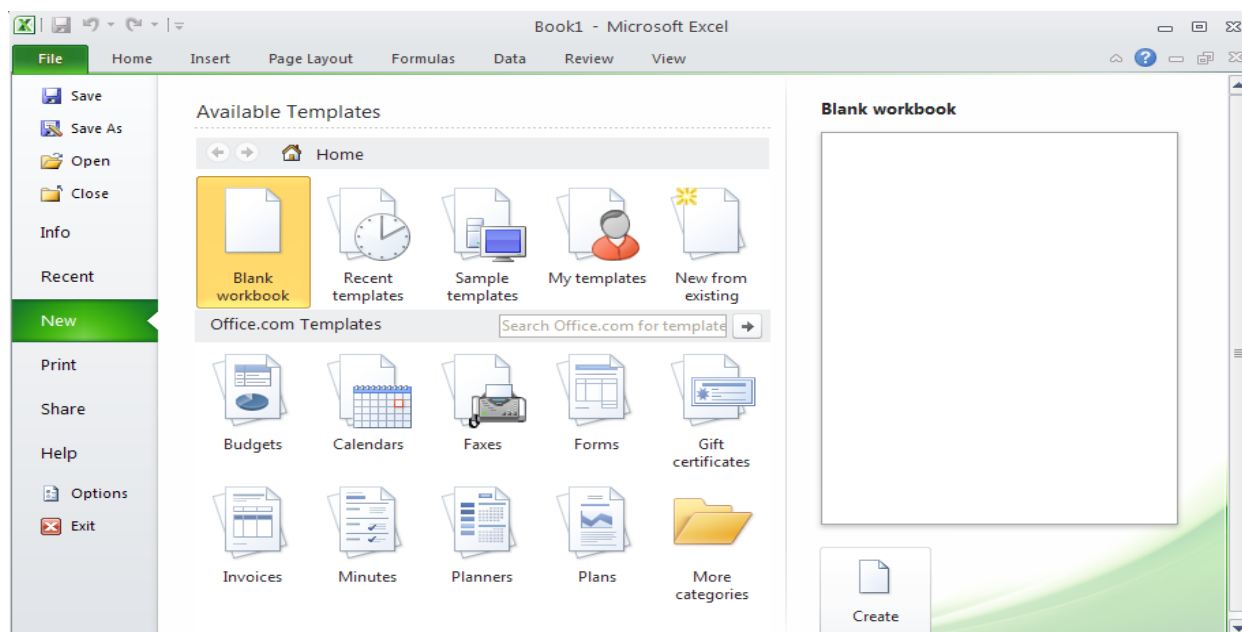 Book1 - Microsoft Excel
File Home Insert Page Layout Formulas Data Review View
Save
Save As
Open
Close
Info
Recent
New
Print
Share
Help
Options
Exit
Available Templates
Home
Blank workbook
Recent templates
Sample templates
My templates
New from existing
Office.com Templates
Search Office.com for template
Budgets
Calendars
Faxes
Forms
Gift certificates
Invoices
Minutes
Planners
Plans
More categories
Blank workbook
Create